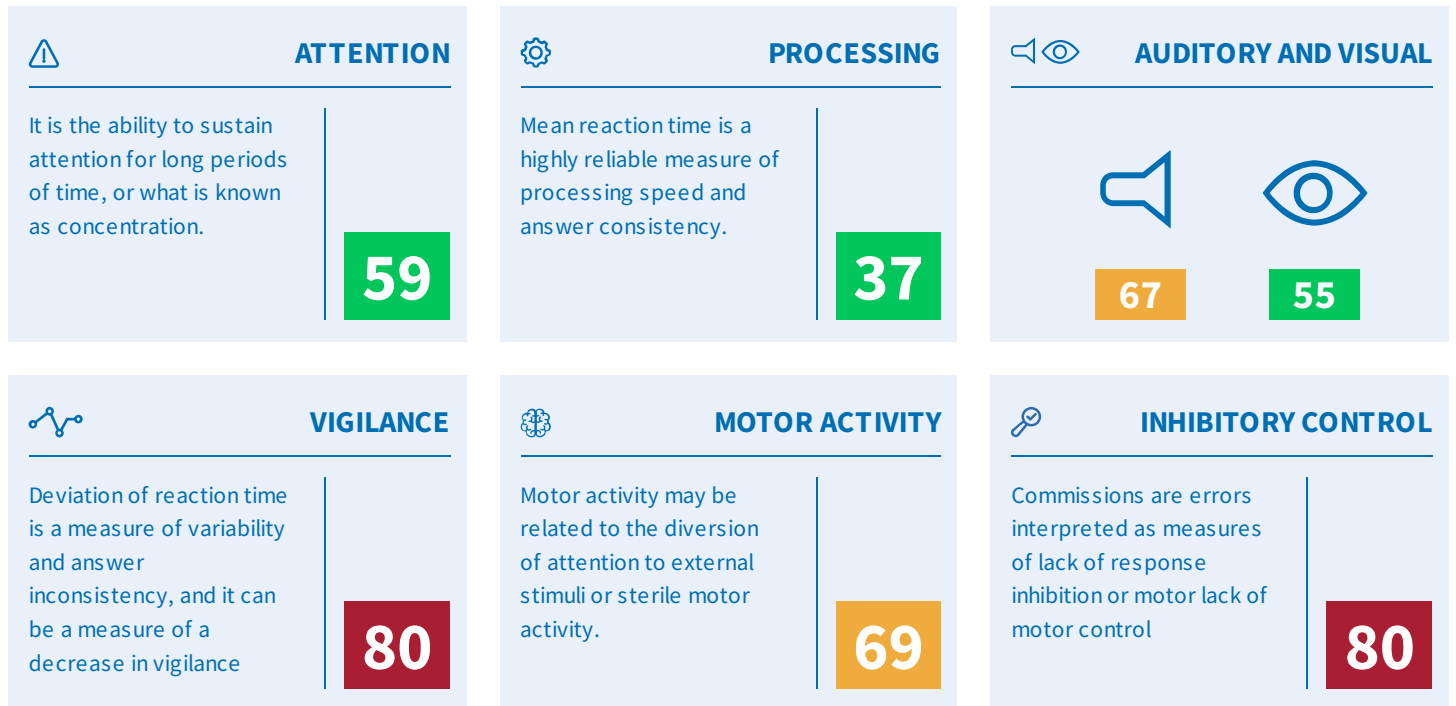 ATTENTION
It is the ability to sustain
attention for long periods
of time, or what is known
as concentration.
59
PROCESSING
Mean reaction time is a
highly reliable measure of
processing speed and
answer consistency.
37
AUDITORY AND VISUAL
67
55
VIGILANCE
Deviation of reaction time
is a measure of variability
and answer
inconsistency, and it can
be a measure of a
decrease in vigilance
80
MOTOR ACTIVITY
Motor activity may be
related to the diversion
of attention to external
stimuli or sterile motor
activity.
69
INHIBITORY CONTROL
Commissions are errors
interpreted as measures
of lack of response
inhibition or motor lack of
motor control
80